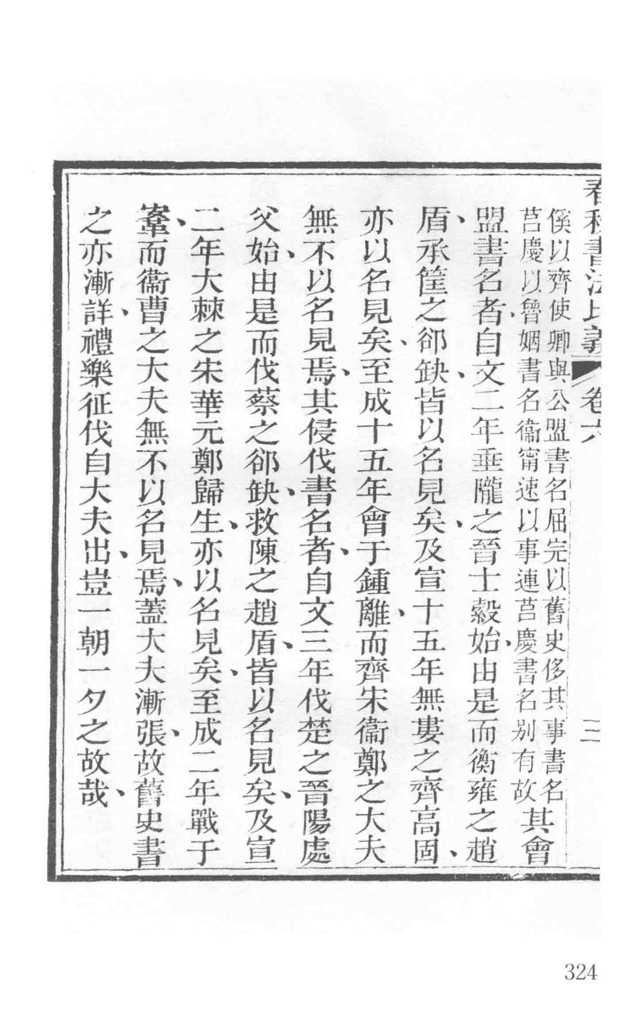 春秋書法比義
卷六
二
傒以齊使卿與公盟書名屈完以舊史侈其事書名
莒慶以魯姻書名衞甯速以事連莒慶書名別有故其會
盟書名者自文二年垂隴之晉士縠始由是而衡雍之趙
盾承筐之郤缺皆以名見矣及宣十五年無婁之齊高固
亦以名見矣至成十五年會于鍾離而齊宋衞鄭之大夫
無不以名見焉其侵伐書名者自文三年伐楚之晉陽處
父始由是而伐蔡之郤缺救陳之趙盾皆以名見矣及宣
二年大棘之朱華元鄭歸生亦以名見矣至成二年戰于
鞌而衞曹之大夫無不以名見焉蓋大夫漸張故舊史書
之亦漸詳禮樂征伐自大夫出豈一朝一夕之故哉
324